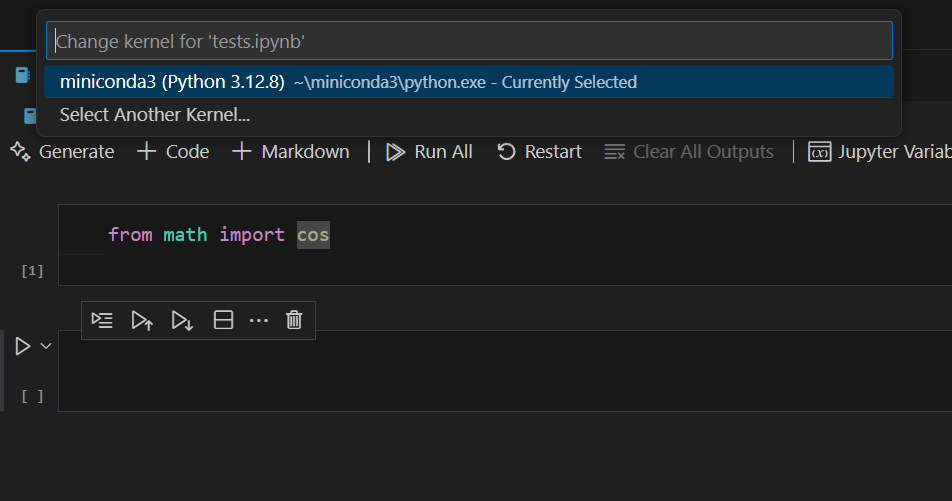 Change kernel for 'tests.ipynb'
miniconda3 (Python 3.12.8) ~\miniconda3\python.exe - Currently Selected
Select Another Kernel...
Generate + Code + Markdown | Run All Restart Clear All Outputs | Jupyter Variab
from math import cos
[1]
[ ]